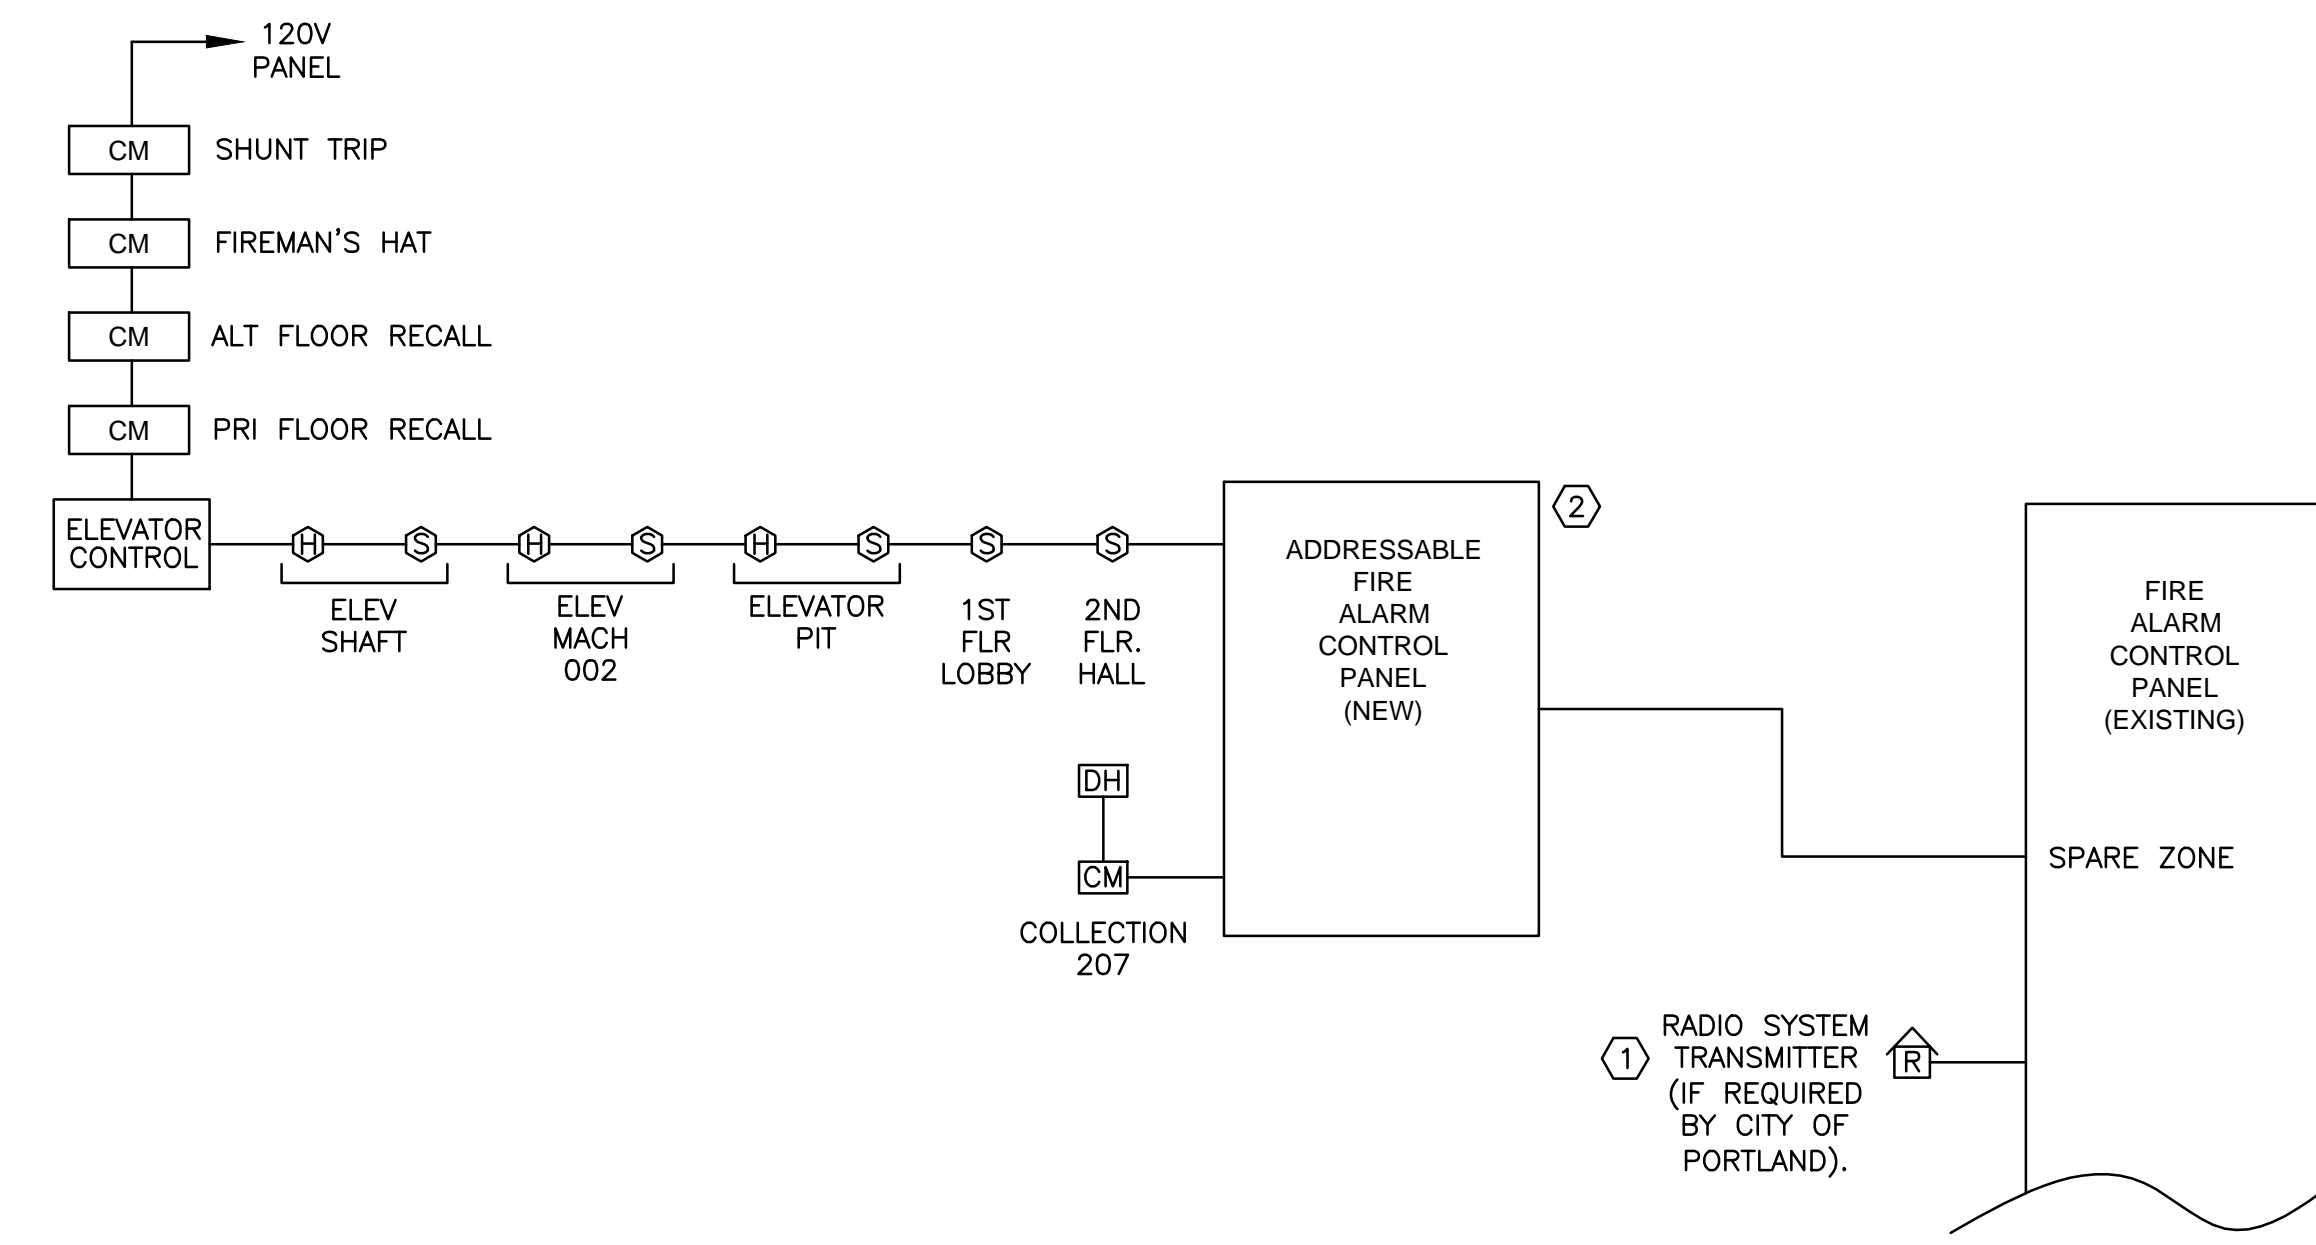 120V
PANEL
CM
SHUNT TRIP
CM
FIREMAN'S HAT
CM
ALT FLOOR RECALL
CM
PRI FLOOR RECALL
ELEVATOR
CONTROL
H
S
H
S
H
S
S
S
ELEV
SHAFT
ELEV
MACH
002
ELEVATOR
PIT
1ST
FLR
LOBBY
2ND
FLR.
HALL
ADDRESSABLE
FIRE
ALARM
CONTROL
PANEL
(NEW)
2
DH
CM
COLLECTION
207
FIRE
ALARM
CONTROL
PANEL
(EXISTING)
SPARE ZONE
1
RADIO SYSTEM
TRANSMITTER
(IF REQUIRED
BY CITY OF
PORTLAND).
R